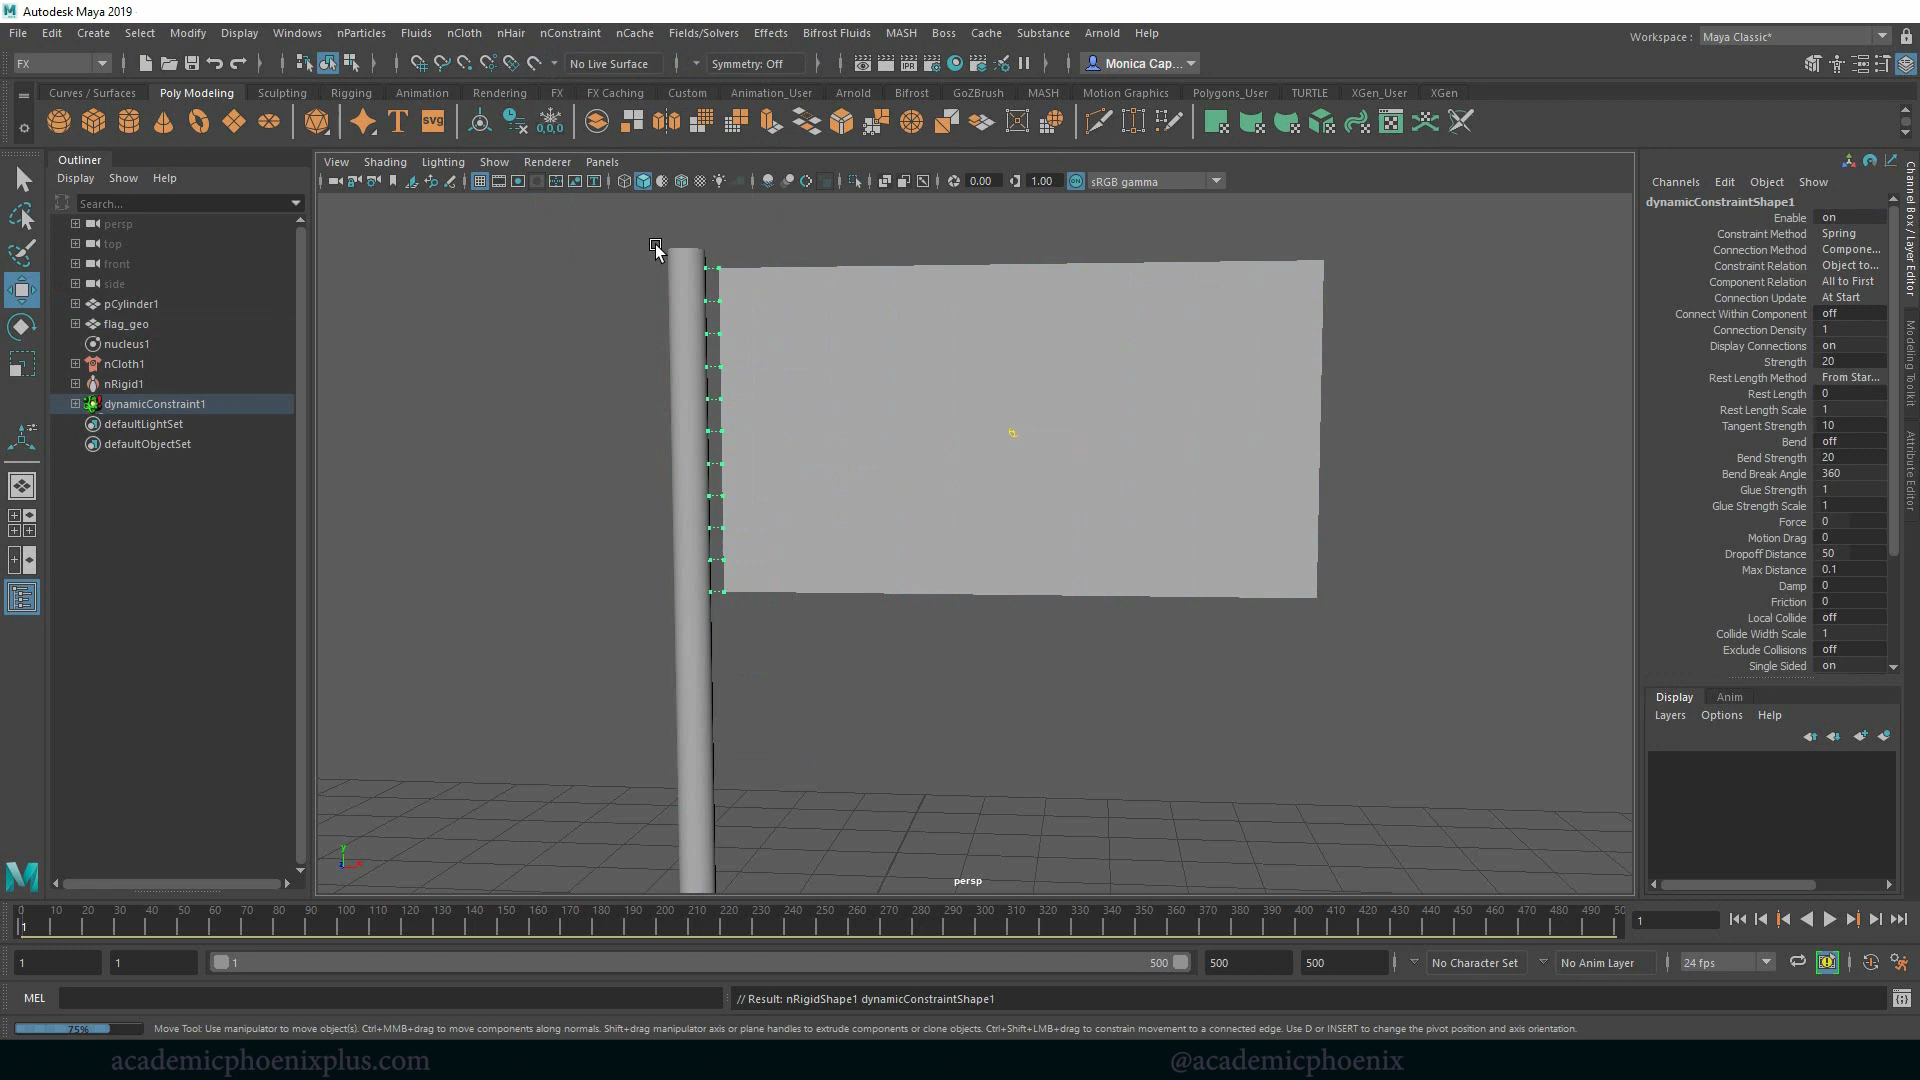 Autodesk Maya 2019
File Edit Create Select Modify Display Windows nParticles Fluids nCloth nHair nConstraint nCache Fields/Solvers Effects Bifrost Fluids MASH Boss Cache Substance Arnold Help
Workspace : Maya Classic*
FX No Live Surface Symmetry: Off IPR Monica Cap...
Curves / Surfaces Poly Modeling Sculpting Rigging Animation Rendering FX FX Caching Custom Animation_User Arnold Bifrost GoZBrush MASH Motion Graphics Polygons_User TURTLE XGen_User XGen
T svg 0,0,0
Outliner
Display Show Help
Search...
persp
top
front
side
pCylinder1
flag_geo
nucleus1
nCloth1
nRigid1
dynamicConstraint1
defaultLightSet
defaultObjectSet
View Shading Lighting Show Renderer Panels
0.00 1.00 sRGB gamma
y
persp
Channels Edit Object Show
dynamicConstraintShape1
Enable on
Constraint Method Spring
Connection Method Compone...
Constraint Relation Object to...
Component Relation All to First
Connection Update At Start
Connect Within Component off
Connection Density 1
Display Connections on
Strength 20
Rest Length Method From Star...
Rest Length 0
Rest Length Scale 1
Tangent Strength 10
Bend off
Bend Strength 20
Bend Break Angle 360
Glue Strength 1
Glue Strength Scale 1
Force 0
Motion Drag 0
Dropoff Distance 50
Max Distance 0.1
Damp 0
Friction 0
Local Collide off
Collide Width Scale 1
Exclude Collisions off
Single Sided on
Channel Box / Layer Editor
Modeling Toolkit
Attribute Editor
Display Anim
Layers Options Help
0 10 20 30 40 50 60 70 80 90 100 110 120 130 140 150 160 170 180 190 200 210 220 230 240 250 260 270 280 290 300 310 320 330 340 350 360 370 380 390 400 410 420 430 440 450 460 470 480 490 50
1 1
1 1 1 500 500 500 No Character Set No Anim Layer 24 fps
MEL // Result: nRigidShape1 dynamicConstraintShape1
75% Move Tool: Use manipulator to move object(s). Ctrl+MMB+drag to move components along normals. Shift+drag manipulator axis or plane handles to extrude components or clone objects. Ctrl+Shift+LMB+drag to constrain movement to a connected edge. Use D or INSERT to change the pivot position and axis orientation.
academicphoenixplus.com @academicphoenix